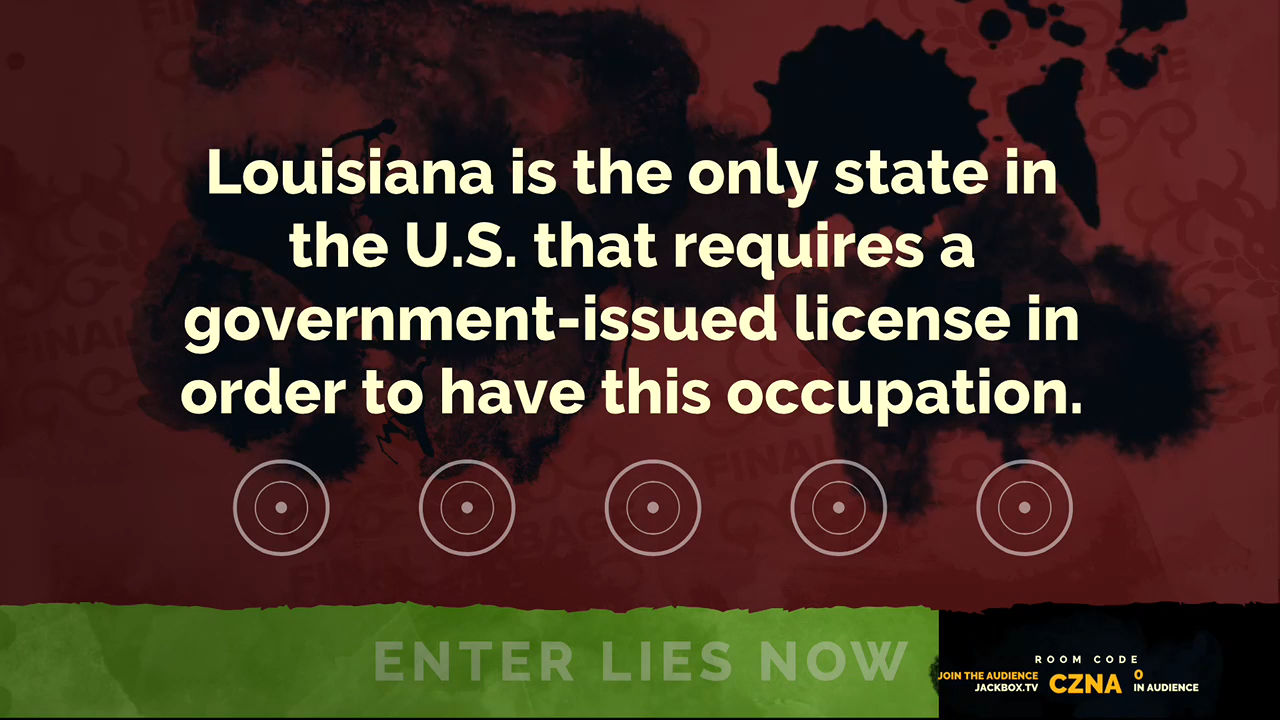 Louisiana is the only state in
the U.S. that requires a
government-issued license in
order to have this occupation.
ENTER LIES NOW
ROOM CODE
JOIN THE AUDIENCE
JACKBOX.TV
CZNA
0
IN AUDIENCE